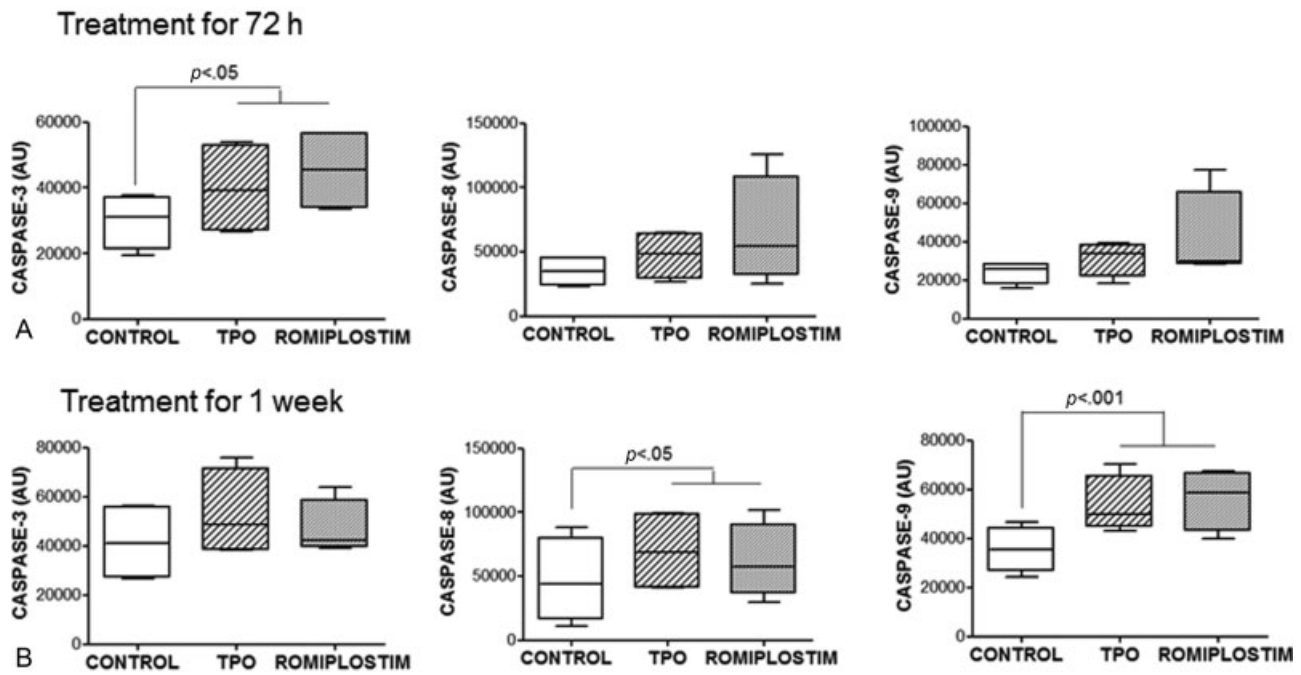 Treatment for 72 h
p<.05
CASPASE-3 (AU)
60000
40000
20000
0
CONTROL TPO ROMIPLOSTIM
CASPASE-8 (AU)
150000
100000
50000
0
CONTROL TPO ROMIPLOSTIM
CASPASE-9 (AU)
100000
80000
60000
40000
20000
0
CONTROL TPO ROMIPLOSTIM
A
Treatment for 1 week
CASPASE-3 (AU)
80000
60000
40000
20000
0
CONTROL TPO ROMIPLOSTIM
p<.05
CASPASE-8 (AU)
150000
100000
50000
0
CONTROL TPO ROMIPLOSTIM
p<.001
CASPASE-9 (AU)
80000
60000
40000
20000
0
CONTROL TPO ROMIPLOSTIM
B